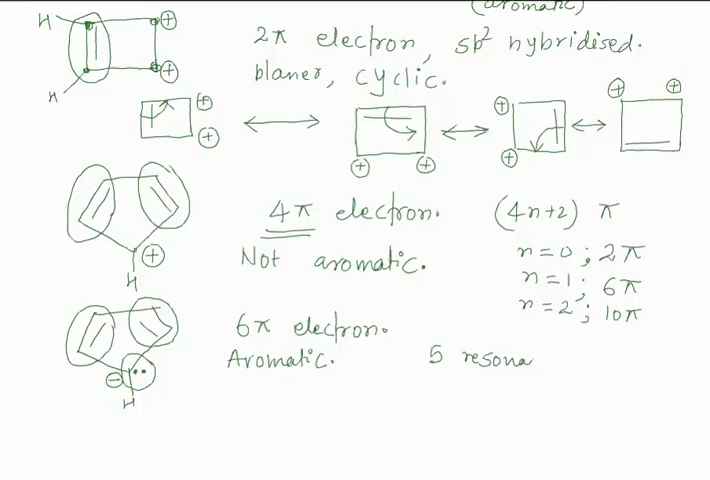 (aromatic)
H
⊕
2π electron, sp² hybridised.
⊕
planer, cyclic.
H
⊕ ⊕ ⊕ ⊕
⊕ ⊕ ⊕ ⊕
4π electron. (4n+2) π
⊕ Not aromatic. n=0; 2π
H
n=1; 6π
n=2; 10π
6π electron.
Aromatic. 5 resona
⊖ ..
H